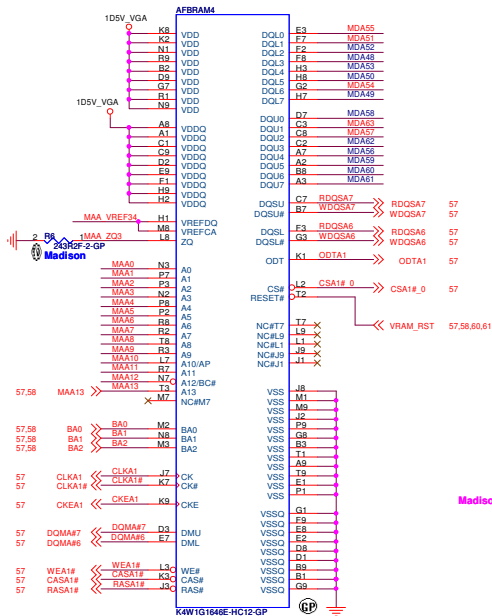 AFBRAM4
1D5V_VGA
K8 VDD
K2 VDD
N1 VDD
R9 VDD
B2 VDD
D9 VDD
G7 VDD
R1 VDD
N9 VDD
1D5V_VGA
A8 VDDQ
A1 VDDQ
C1 VDDQ
C9 VDDQ
D2 VDDQ
E9 VDDQ
F1 VDDQ
H9 VDDQ
H2 VDDQ
MAA_VREF34 H1 VREFDQ
M8 VREFCA
2 R6 1 MAA_ZQ3 L8 ZQ
243R2F-2-GP
Madison
MAA0 N3 A0
MAA1 P7 A1
MAA2 P3 A2
MAA3 N2 A3
MAA4 P8 A4
MAA5 P2 A5
MAA6 R8 A6
MAA7 R2 A7
MAA8 T8 A8
MAA9 R3 A9
MAA10 L7 A10/AP
MAA11 R7 A11
MAA12 N7 A12/BC#
57,58 MAA13 MAA13 T3 A13
M7 NC#M7
57,58 BA0 BA0 M2 BA0
57,58 BA1 BA1 N8 BA1
57,58 BA2 BA2 M3 BA2
57 CLKA1 CLKA1 J7 CK
57 CLKA1# CLKA1# K7 CK#
57 CKEA1 CKEA1 K9 CKE
57 DQMA#7 DQMA#7 D3 DMU
57 DQMA#6 DQMA#6 E7 DML
57 WEA1# WEA1# L3 WE#
57 CASA1# CASA1# K3 CAS#
57 RASA1# RASA1# J3 RAS#
DQL0 E3 MDA55
DQL1 F7 MDA51
DQL2 F2 MDA52
DQL3 F8 MDA48
DQL4 H3 MDA53
DQL5 H8 MDA50
DQL6 G2 MDA54
DQL7 H7 MDA49
DQU0 D7 MDA58
DQU1 C3 MDA63
DQU2 C8 MDA57
DQU3 C2 MDA62
DQU4 A7 MDA56
DQU5 A2 MDA59
DQU6 B8 MDA60
DQU7 A3 MDA61
DQSU C7 RDQSA7 RDQSA7 57
DQSU# B7 WDQSA7 WDQSA7 57
DQSL F3 RDQSA6 RDQSA6 57
DQSL# G3 WDQSA6 WDQSA6 57
ODT K1 ODTA1 ODTA1 57
CS# L2 CSA1#_0 CSA1#_0 57
RESET# T2 VRAM_RST 57,58,60,61
NC#T7 T7
NC#L9 L9
NC#L1 L1
NC#J9 J9
NC#J1 J1
VSS J8
VSS M1
VSS M9
VSS J2
VSS P9
VSS G8
VSS B3
VSS T1
VSS A9
VSS T9
VSS E1
VSS P1
VSSQ G1
VSSQ F9
VSSQ E8
VSSQ E2
VSSQ D8
VSSQ D1
VSSQ B9
VSSQ B1
VSSQ G9
Madiso
GP
K4W1G1646E-HC12-GP